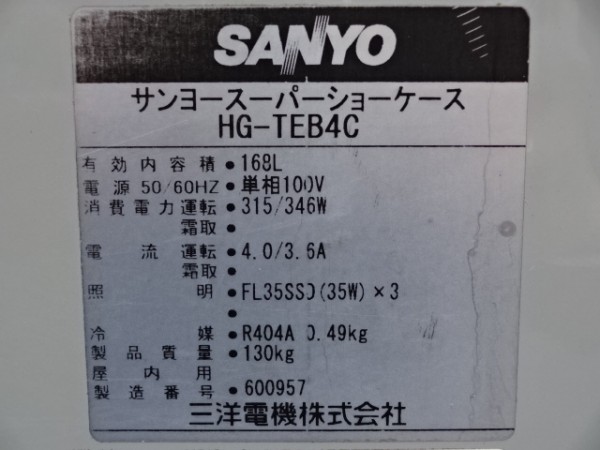 SANYO
サンヨースーパーショーケース
HG-TEB4C
有効内容積 • 168L
電源 50/60HZ • 単相100V
消費電力運転 • 315/346W
霜取 •
電流運転 • 4.0/3.6A
霜取 •
照明 • FL35SSD(35W) × 3
•
冷媒 • R404A 0.49kg
製品質量 • 130kg
屋内用
製造番号 • 600957
三洋電機株式会社